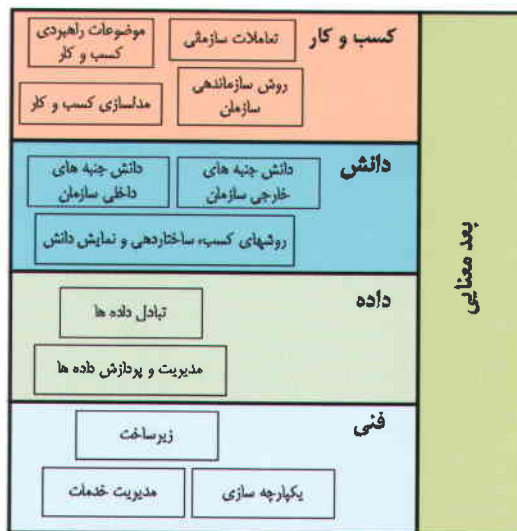 کسب و کار
تعاملات سازمانی
موضوعات راهبردی
کسب و کار
روش سازماندهی
سازمان
مدلسازی کسب و کار
دانش
دانش جنبه های
خارجی سازمان
دانش جنبه های
داخلی سازمان
روشهای کسب، ساختاردهی و نمایش دانش
داده
تبادل داده ها
مدیریت و پردازش داده ها
فنی
زیرساخت
یکپارچه سازی
مدیریت خدمات
بعد معنایی